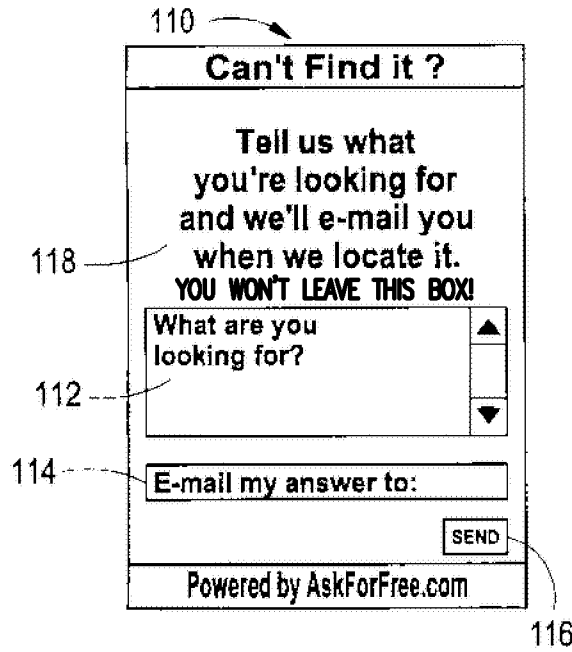 110
Can't Find it ?
Tell us what
you're looking for
and we'll e-mail you
118
when we locate it.
YOU WON'T LEAVE THIS BOX!
What are you
looking for?
112
114
E-mail my answer to:
SEND
Powered by AskForFree.com
116